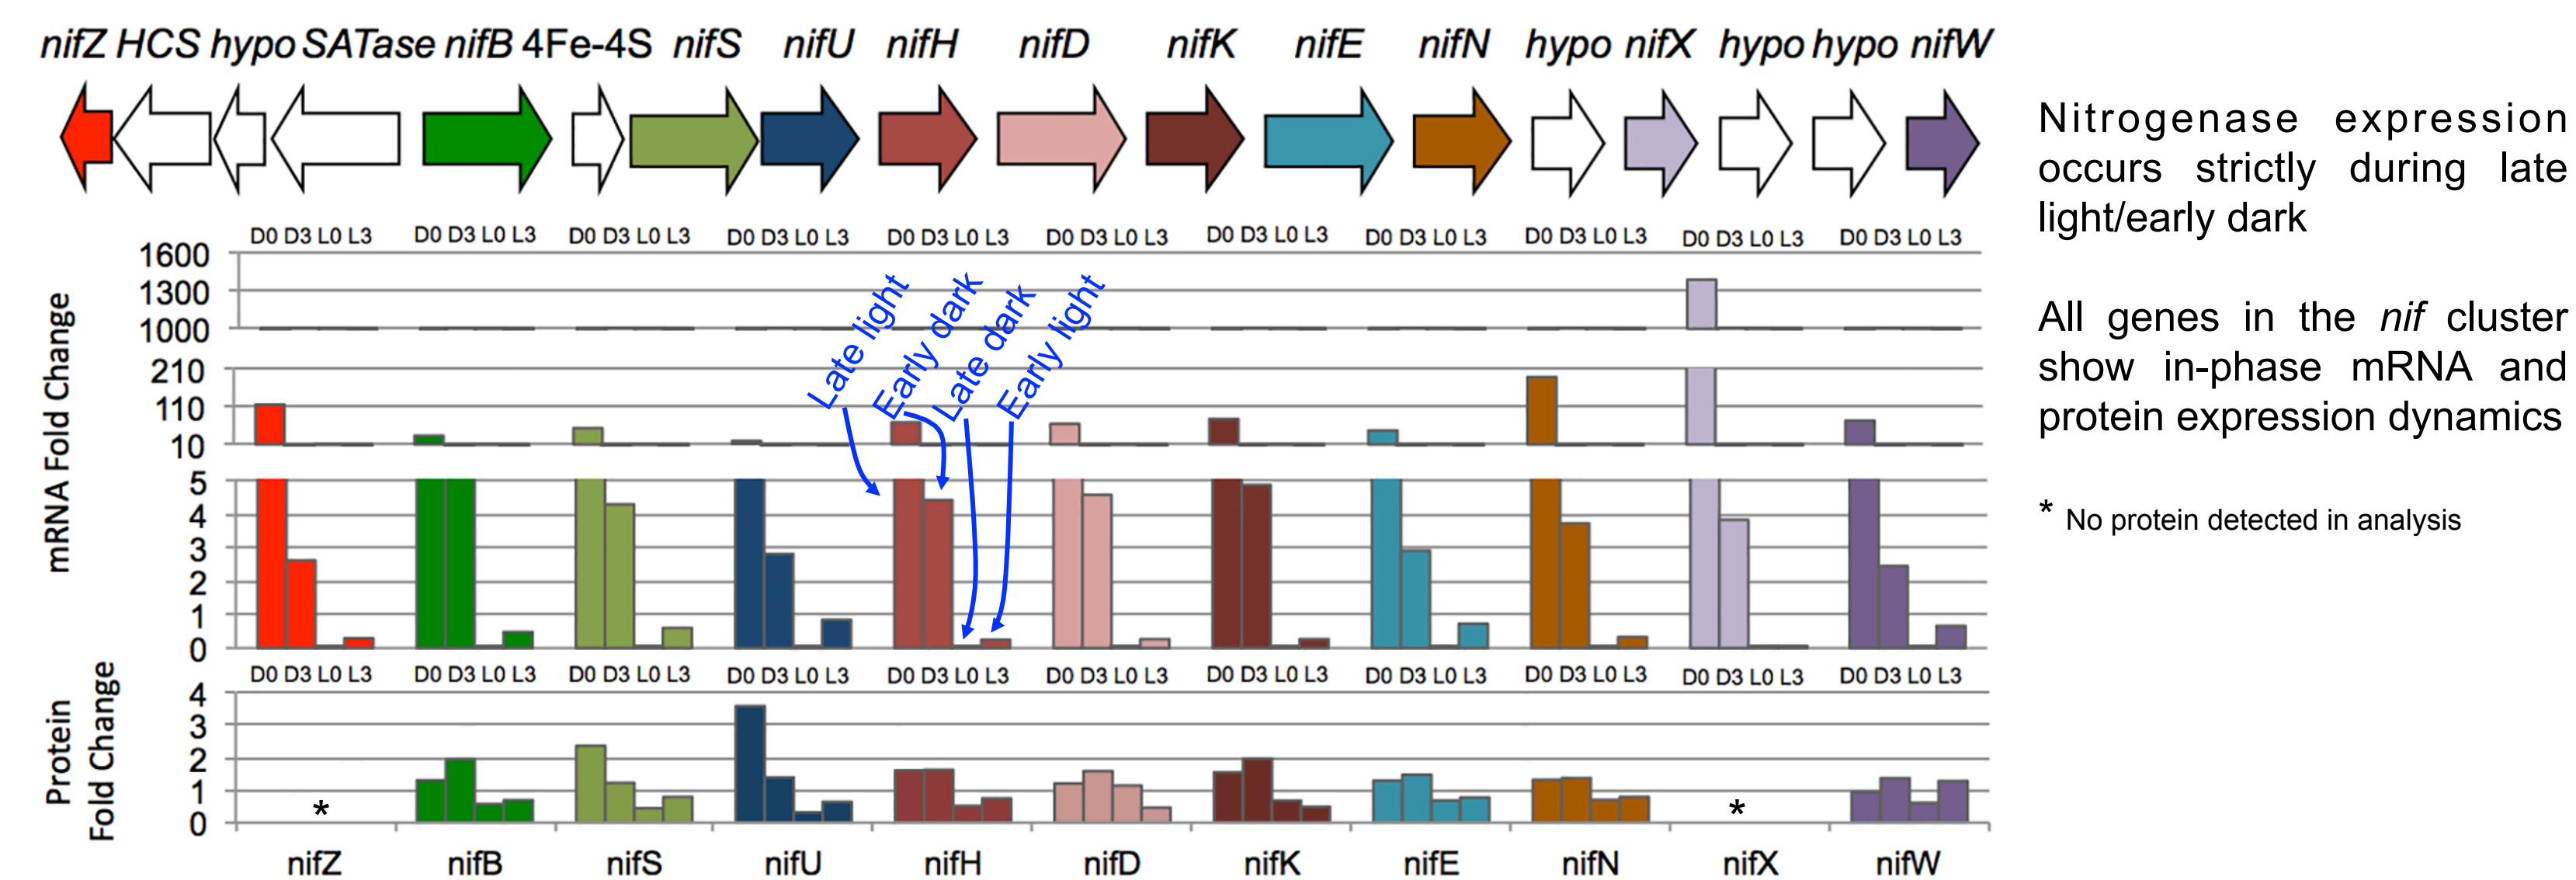 nifZ HCS hypo SATase nifB 4Fe-4S nifS nifU nifH nifD nifK nifE nifN hypo nifX hypo hypo nifW
D0 D3 L0 L3 D0 D3 L0 L3 D0 D3 L0 L3 D0 D3 L0 L3 D0 D3 L0 L3 D0 D3 L0 L3 D0 D3 L0 L3 D0 D3 L0 L3 D0 D3 L0 L3 D0 D3 L0 L3 D0 D3 L0 L3
mRNA Fold Change
1600
1300
1000
210
110
10
5
4
3
2
1
0
Late light
Early dark
Late dark
Early light
D0 D3 L0 L3 D0 D3 L0 L3 D0 D3 L0 L3 D0 D3 L0 L3 D0 D3 L0 L3 D0 D3 L0 L3 D0 D3 L0 L3 D0 D3 L0 L3 D0 D3 L0 L3 D0 D3 L0 L3 D0 D3 L0 L3
Protein
Fold Change
4
3
2
1
0
* *
nifZ nifB nifS nifU nifH nifD nifK nifE nifN nifX nifW
Nitrogenase expression
occurs strictly during late
light/early dark
All genes in the nif cluster
show in-phase mRNA and
protein expression dynamics
* No protein detected in analysis